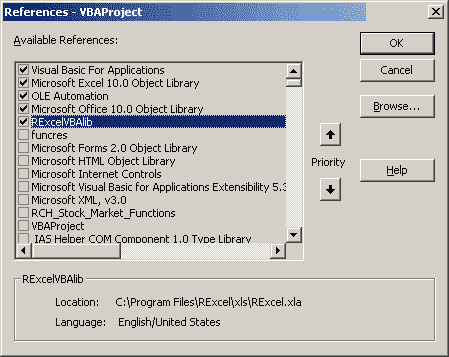 References - VBAProject
Available References:
OK
Visual Basic For Applications
Microsoft Excel 10.0 Object Library
Cancel
OLE Automation
Microsoft Office 10.0 Object Library
Browse...
RExcelVBAlib
funcres
Microsoft Forms 2.0 Object Library
Microsoft HTML Object Library
Priority
Help
Microsoft Internet Controls
Microsoft Visual Basic for Applications Extensibility 5.3
Microsoft XML, v3.0
RCH_Stock_Market_Functions
VBAProject
IAS Helper COM Component 1.0 Type Library
RExcelVBAlib
Location: C:\Program Files\RExcel\xls\RExcel.xla
Language: English/United States